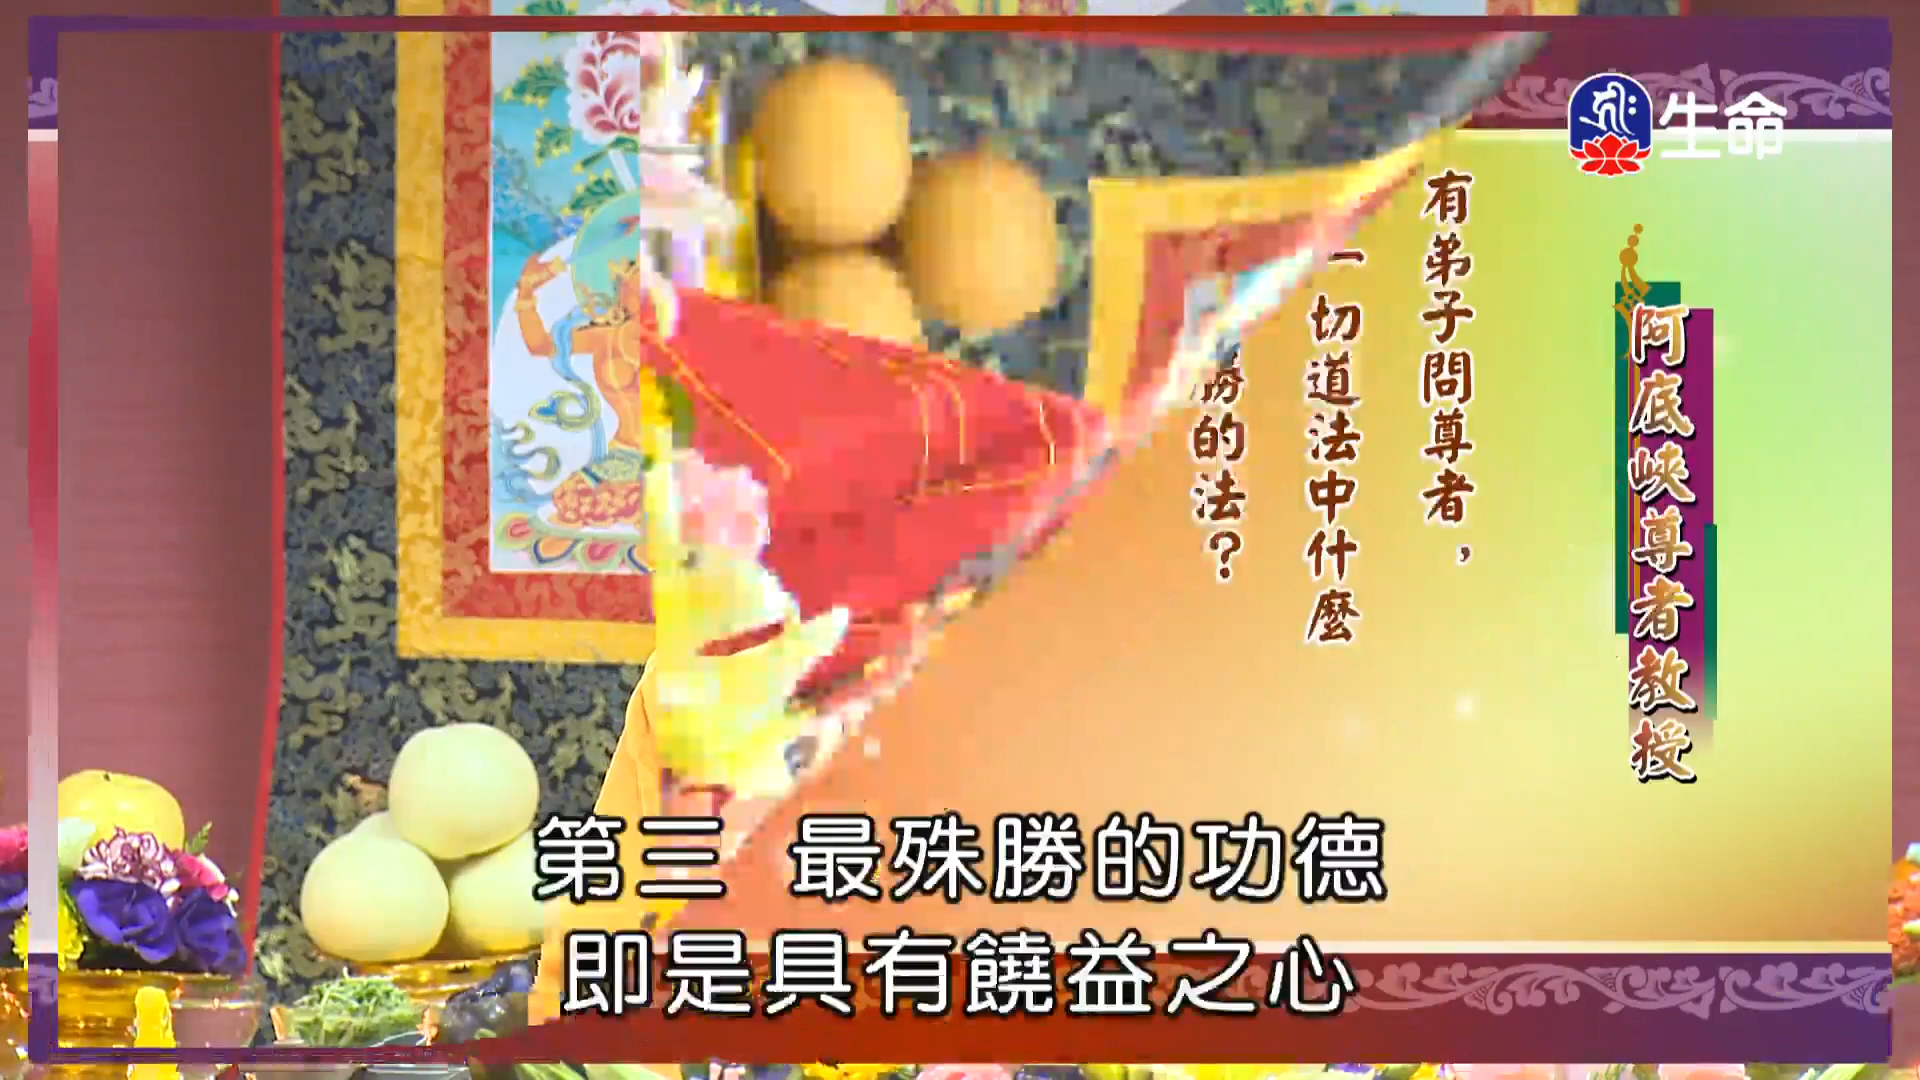 生命
阿底峽尊者教授
有弟子問尊者，
一切道法中什麼
勝的法？
第三 最殊勝的功德
即是具有饒益之心